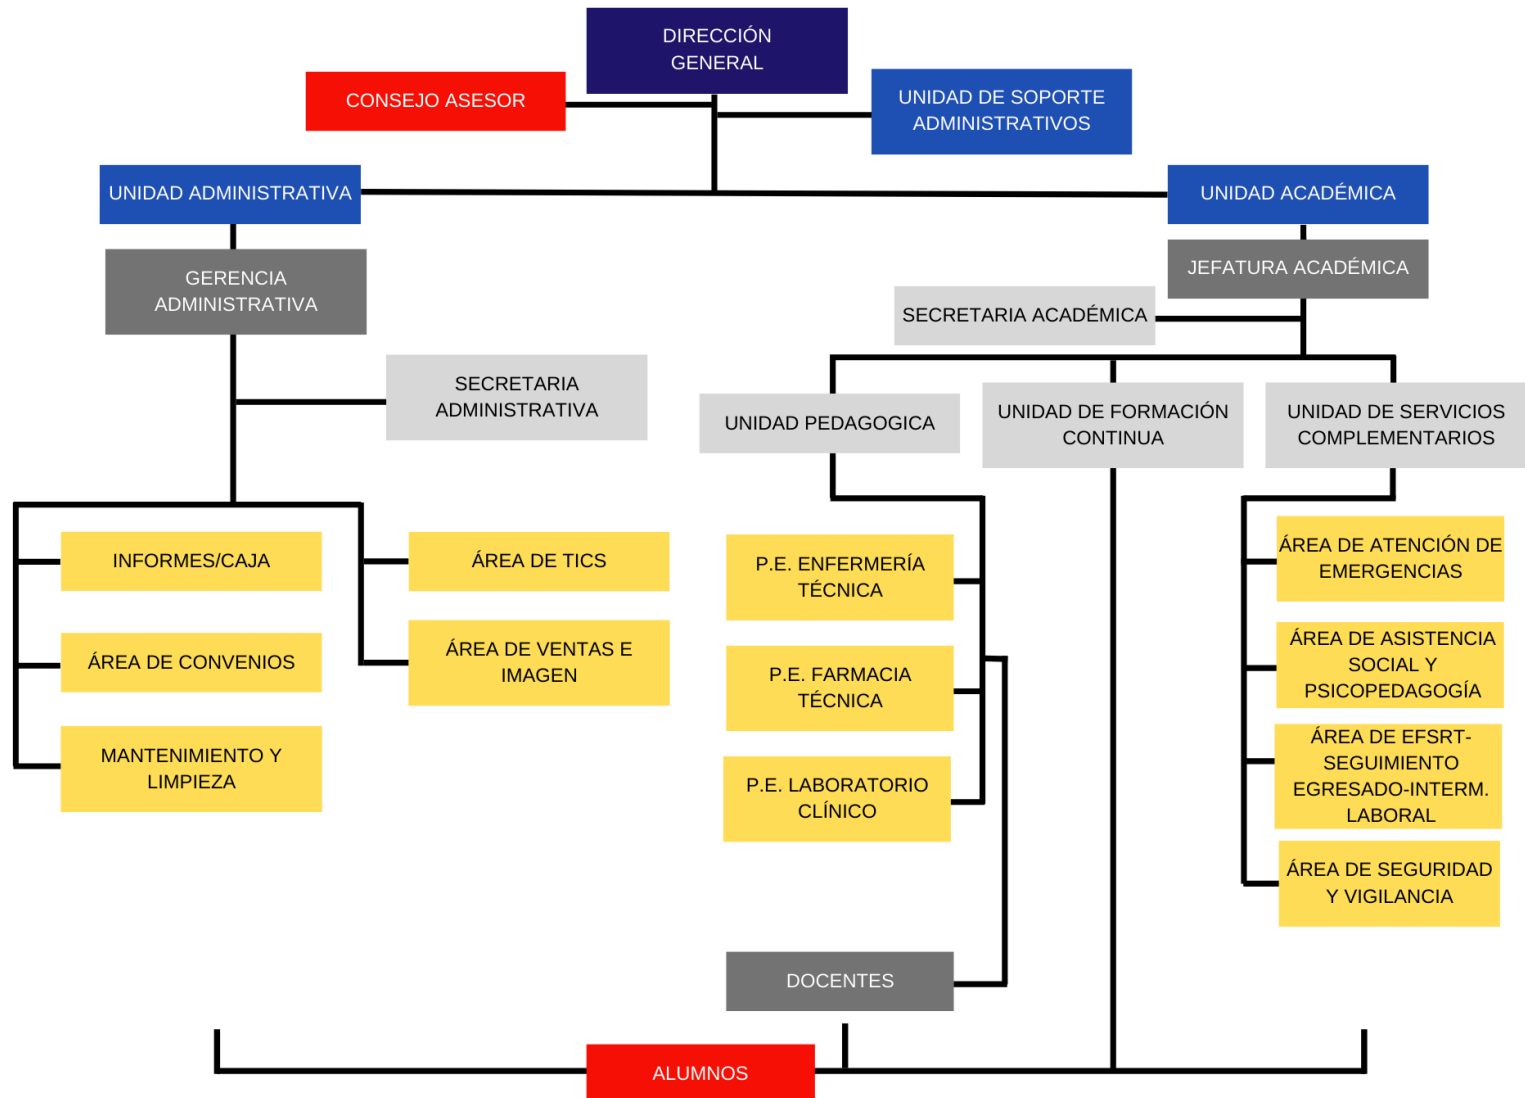 DIRECCIÓN
GENERAL
CONSEJO ASESOR
UNIDAD DE SOPORTE
ADMINISTRATIVOS
UNIDAD ADMINISTRATIVA
UNIDAD ACADÉMICA
GERENCIA
ADMINISTRATIVA
JEFATURA ACADÉMICA
SECRETARIA ACADÉMICA
SECRETARIA
ADMINISTRATIVA
UNIDAD PEDAGOGICA
UNIDAD DE FORMACIÓN
CONTINUA
UNIDAD DE SERVICIOS
COMPLEMENTARIOS
INFORMES/CAJA
ÁREA DE CONVENIOS
MANTENIMIENTO Y
LIMPIEZA
ÁREA DE TICS
ÁREA DE VENTAS E
IMAGEN
P.E. ENFERMERÍA
TÉCNICA
P.E. FARMACIA
TÉCNICA
P.E. LABORATORIO
CLÍNICO
ÁREA DE ATENCIÓN DE
EMERGENCIAS
ÁREA DE ASISTENCIA
SOCIAL Y
PSICOPEDAGOGÍA
ÁREA DE EFSRT-
SEGUIMIENTO
EGRESADO-INTERM.
LABORAL
ÁREA DE SEGURIDAD
Y VIGILANCIA
DOCENTES
ALUMNOS